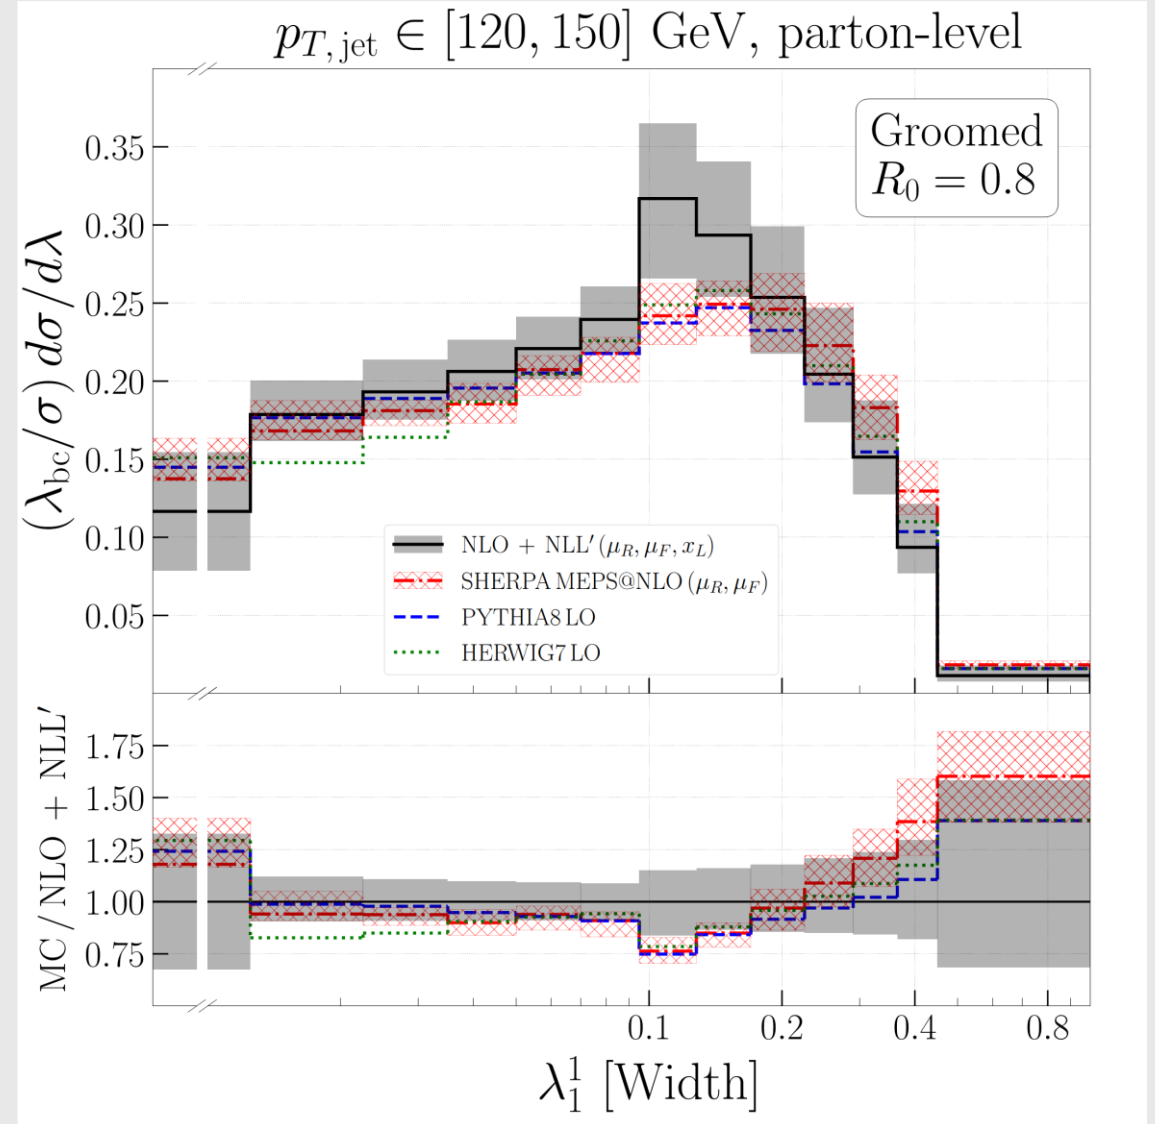 p_{T, jet} ∈ [120, 150] GeV, parton-level
Groomed
R_0 = 0.8
(λ_{bc}/σ) dσ/dλ
0.35
0.30
0.25
0.20
0.15
0.10
0.05
NLO + NLL′(μ_R, μ_F, x_L)
SHERPA MEPS@NLO (μ_R, μ_F)
PYTHIA8 LO
HERWIG7 LO
MC / NLO + NLL′
1.75
1.50
1.25
1.00
0.75
0.1 0.2 0.4 0.8
λ^1_1 [Width]